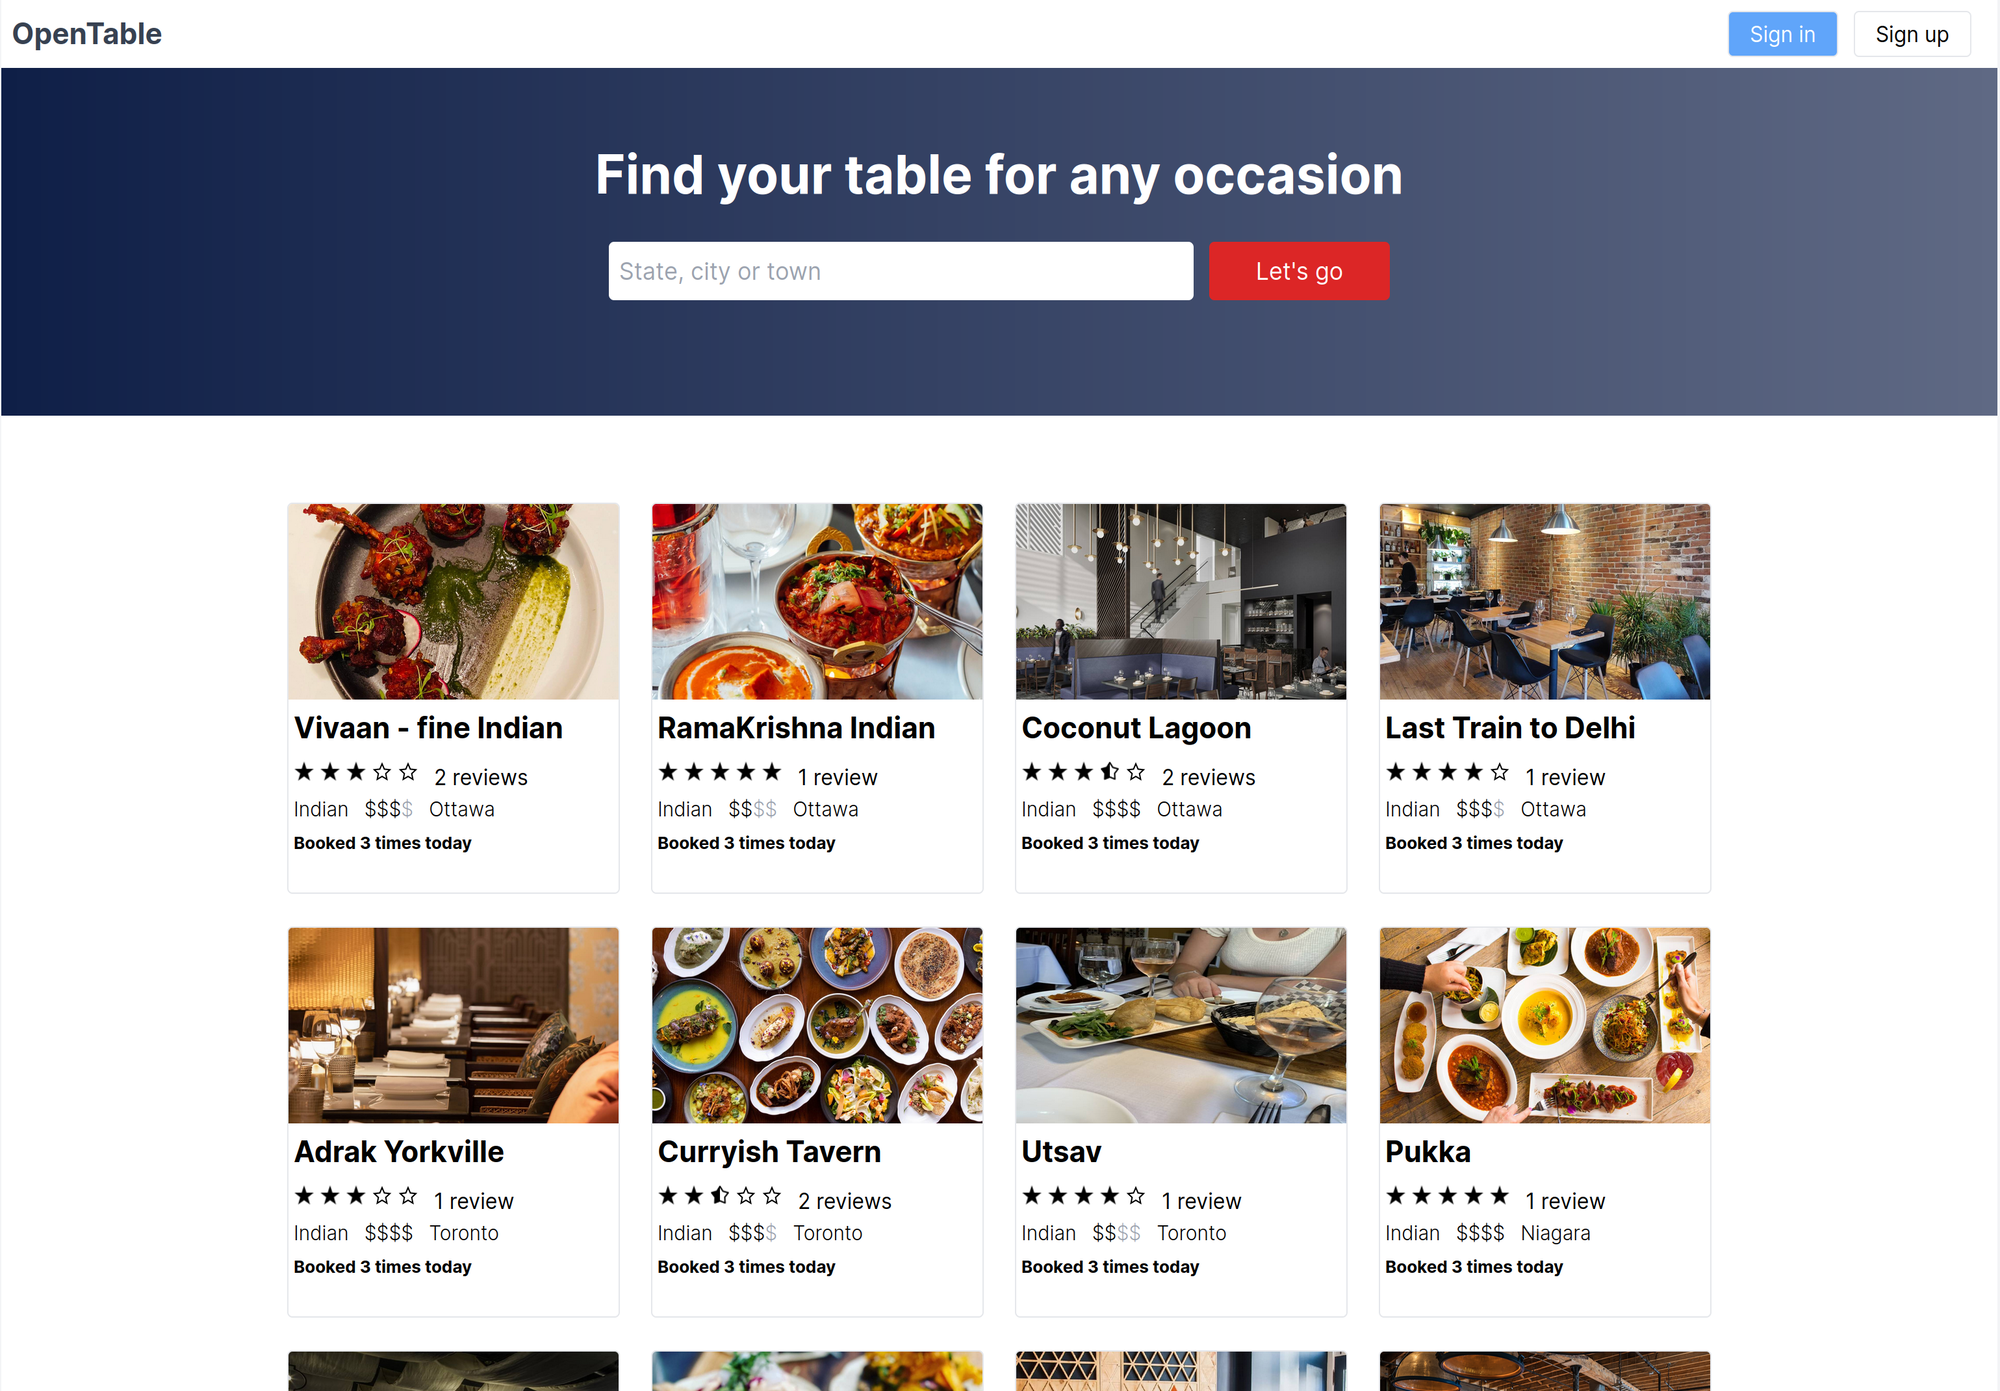 OpenTable
Sign in
Sign up
Find your table for any occasion
State, city or town
Let's go
Vivaan - fine Indian
★★★☆☆ 2 reviews
Indian $$$$ Ottawa
Booked 3 times today
RamaKrishna Indian
★★★★★ 1 review
Indian $$$$ Ottawa
Booked 3 times today
Coconut Lagoon
2 reviews
Indian $$$$ Ottawa
Booked 3 times today
Last Train to Delhi
★★★★☆ 1 review
Indian $$$$ Ottawa
Booked 3 times today
Adrak Yorkville
★★★☆☆ 1 review
Indian $$$$ Toronto
Booked 3 times today
Curryish Tavern
2 reviews
Indian $$$$ Toronto
Booked 3 times today
Utsav
★★★★☆ 1 review
Indian $$$$ Toronto
Booked 3 times today
Pukka
★★★★★ 1 review
Indian $$$$ Niagara
Booked 3 times today